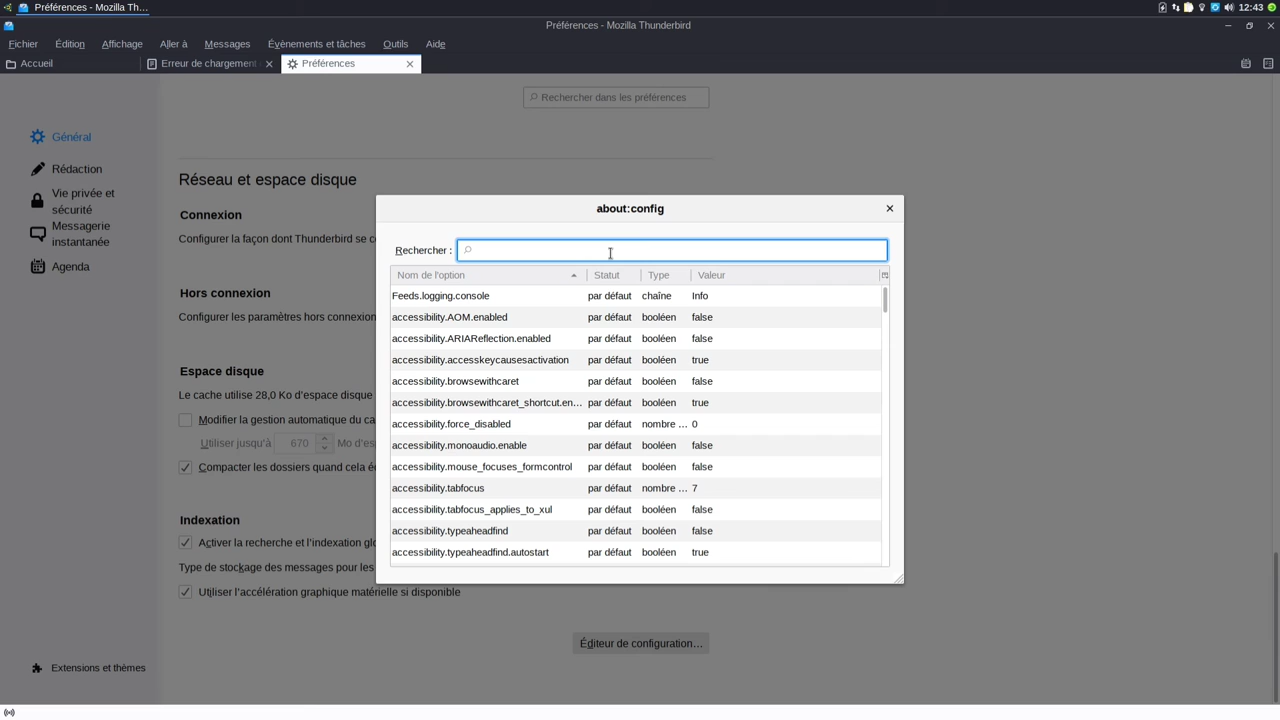 Préférences - Mozilla Th...
12:43
Préférences - Mozilla Thunderbird
Fichier Édition Affichage Aller à Messages Évènements et tâches Outils Aide
Accueil Erreur de chargement Préférences
Rechercher dans les préférences
Général
Rédaction
Vie privée et
sécurité
Messagerie
instantanée
Agenda
Extensions et thèmes
Réseau et espace disque
Connexion
Configurer la façon dont Thunderbird se c
Hors connexion
Configurer les paramètres hors connexion
Espace disque
Le cache utilise 28,0 Ko d'espace disque
Modifier la gestion automatique du ca
Utiliser jusqu'à 670 Mo d'esp
Compacter les dossiers quand cela éc
Indexation
Activer la recherche et l'indexation glo
Type de stockage des messages pour les
Utiliser l'accélération graphique matérielle si disponible
Éditeur de configuration…
about:config
Rechercher :
Nom de l'option Statut Type Valeur
Feeds.logging.console par défaut chaîne Info
accessibility.AOM.enabled par défaut booléen false
accessibility.ARIAReflection.enabled par défaut booléen false
accessibility.accesskeycausesactivation par défaut booléen true
accessibility.browsewithcaret par défaut booléen false
accessibility.browsewithcaret_shortcut.en... par défaut booléen true
accessibility.force_disabled par défaut nombre ... 0
accessibility.monoaudio.enable par défaut booléen false
accessibility.mouse_focuses_formcontrol par défaut booléen false
accessibility.tabfocus par défaut nombre ... 7
accessibility.tabfocus_applies_to_xul par défaut booléen false
accessibility.typeaheadfind par défaut booléen false
accessibility.typeaheadfind.autostart par défaut booléen true